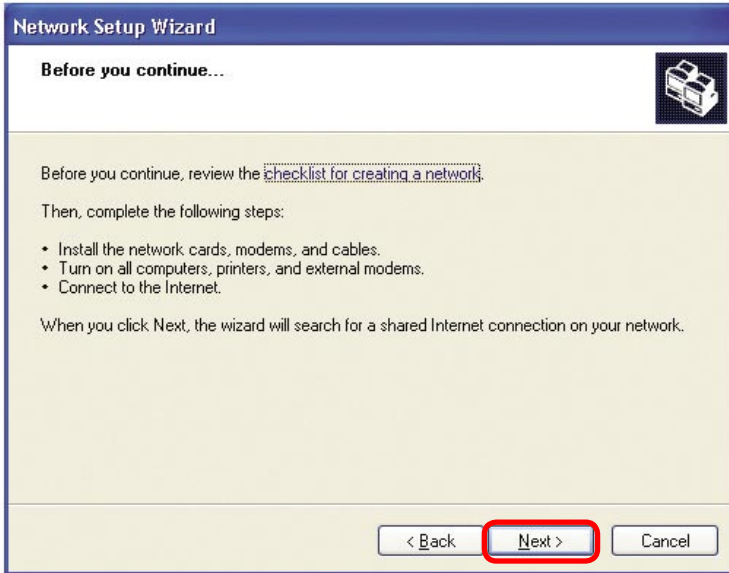 Network Setup Wizard
Before you continue...
Before you continue, review the checklist for creating a network.
Then, complete the following steps:
• Install the network cards, modems, and cables.
• Turn on all computers, printers, and external modems.
• Connect to the Internet.
When you click Next, the wizard will search for a shared Internet connection on your network.
< Back Next > Cancel